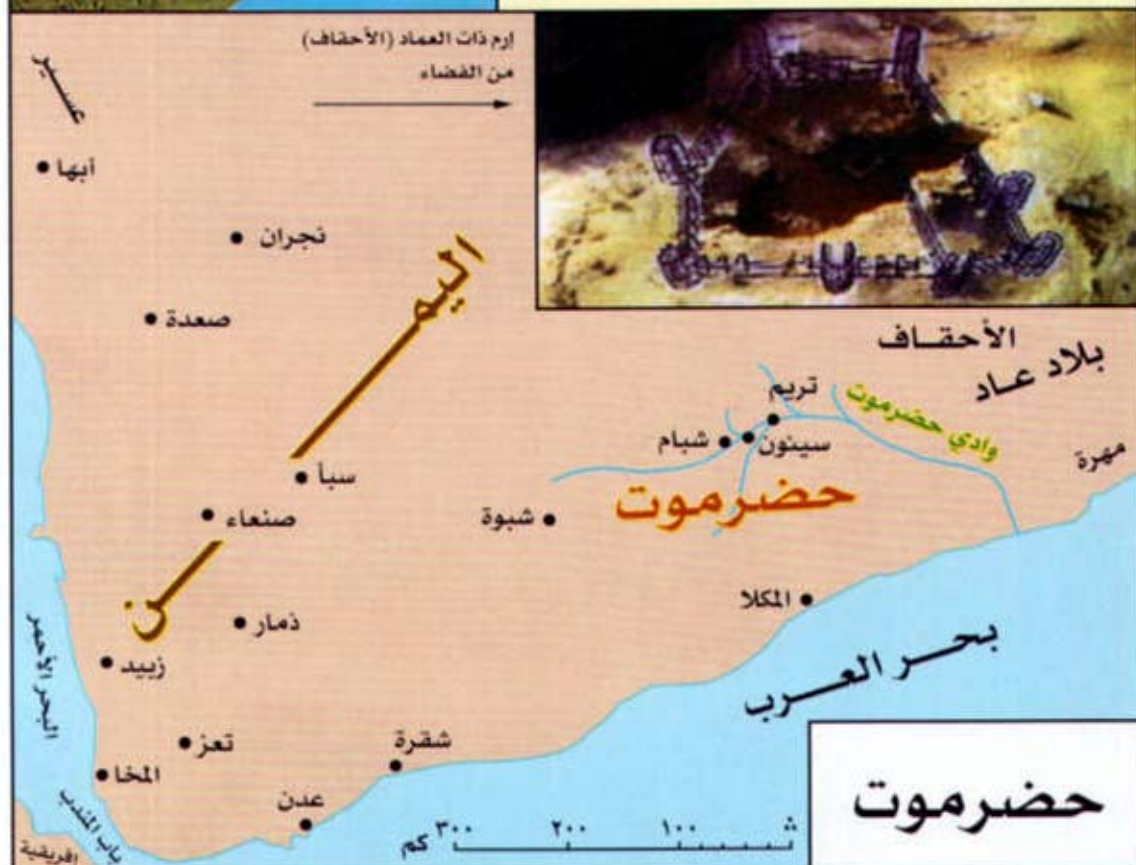 إرم ذات العماد (الأحقاف)
من الفضاء
عسير
أبها
نجران
صعدة
اليمن
الأحقاف
بلاد عاد
تريم
سيئون
شبام
وادي حضرموت
مهرة
حضرموت
سبأ
صنعاء
شبوة
المكلا
ذمار
زبيد
البحر الأحمر
بحر العرب
تعز
المخا
شقرة
عدن
باب المندب
إفريقية
ش ١٠٠ ٢٠٠ ٣٠٠ كم
حضرموت